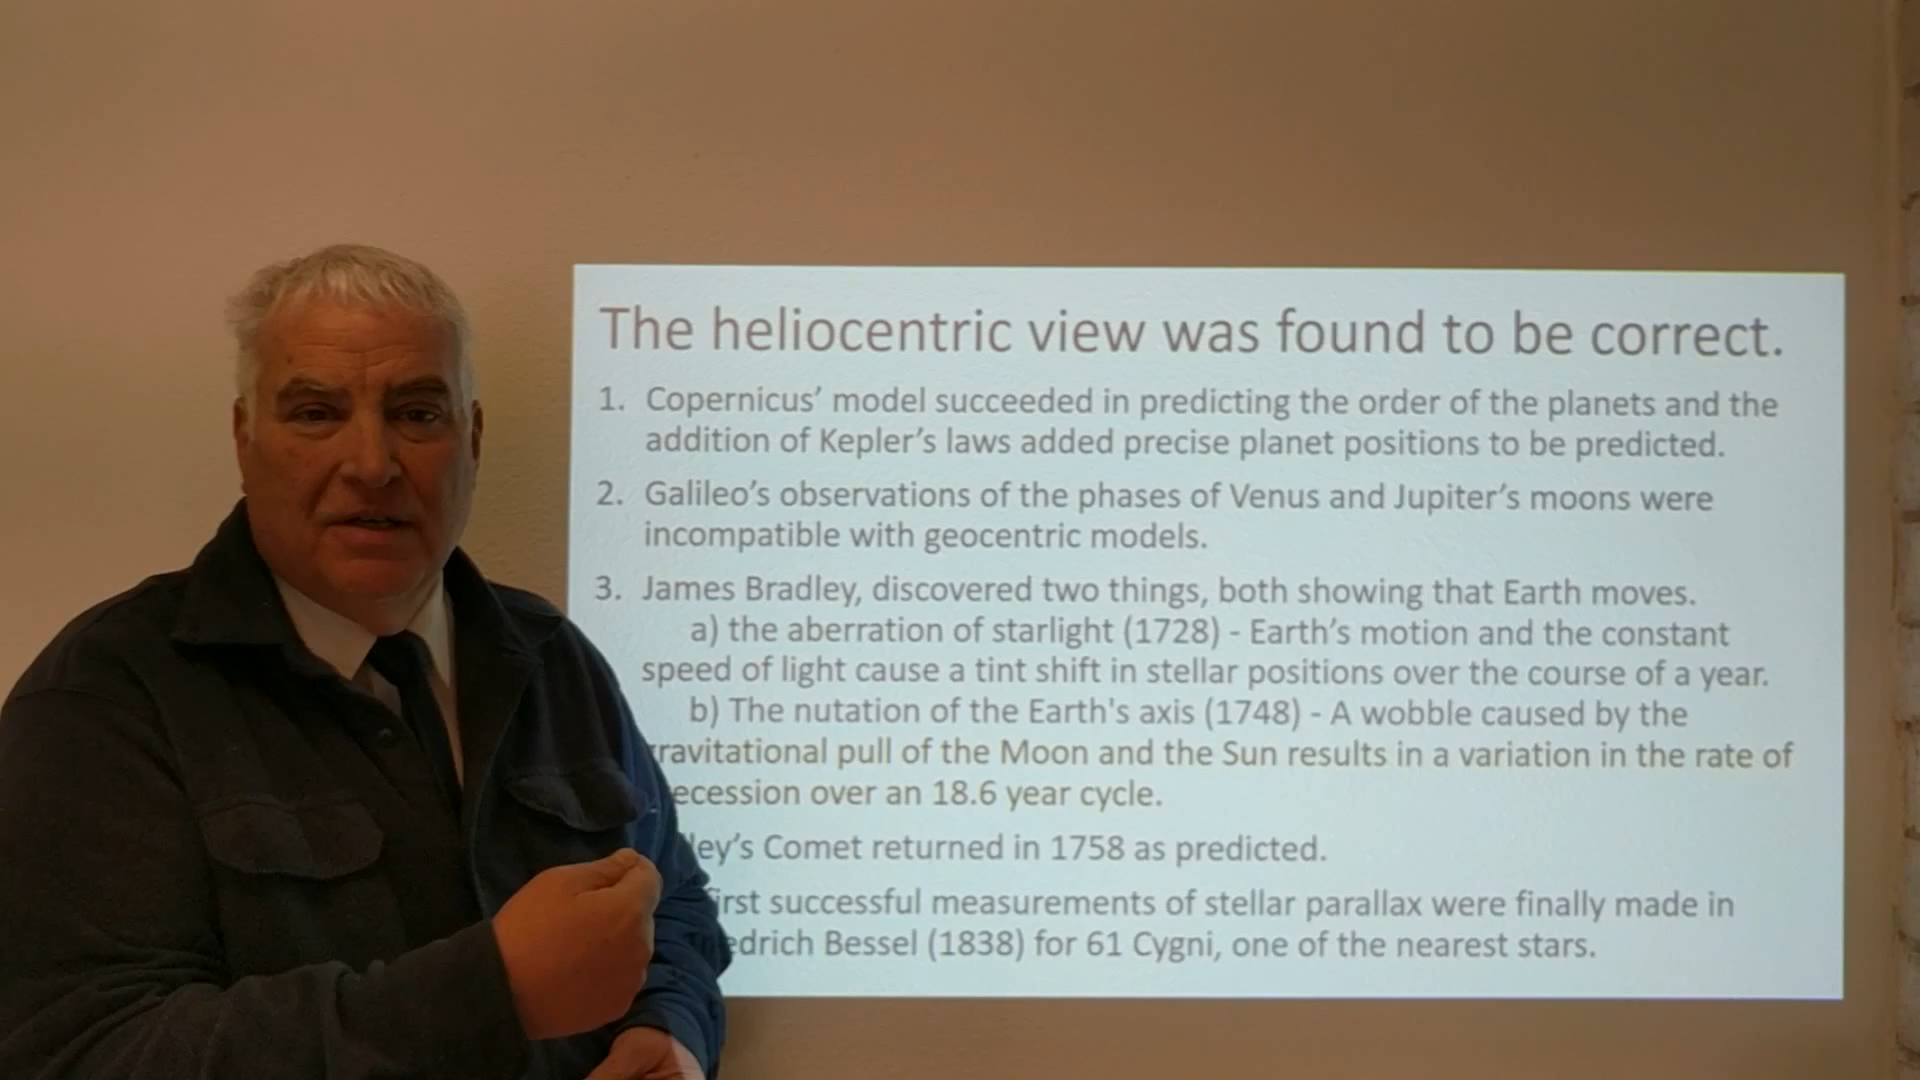 The heliocentric view was found to be correct.
1. Copernicus' model succeeded in predicting the order of the planets and the
addition of Kepler's laws added precise planet positions to be predicted.
2. Galileo's observations of the phases of Venus and Jupiter's moons were
incompatible with geocentric models.
3. James Bradley, discovered two things, both showing that Earth moves.
a) the aberration of starlight (1728) - Earth's motion and the constant
speed of light cause a tint shift in stellar positions over the course of a year.
b) The nutation of the Earth's axis (1748) - A wobble caused by the
ravitational pull of the Moon and the Sun results in a variation in the rate of
ecession over an 18.6 year cycle.
ley's Comet returned in 1758 as predicted.
irst successful measurements of stellar parallax were finally made in
edrich Bessel (1838) for 61 Cygni, one of the nearest stars.